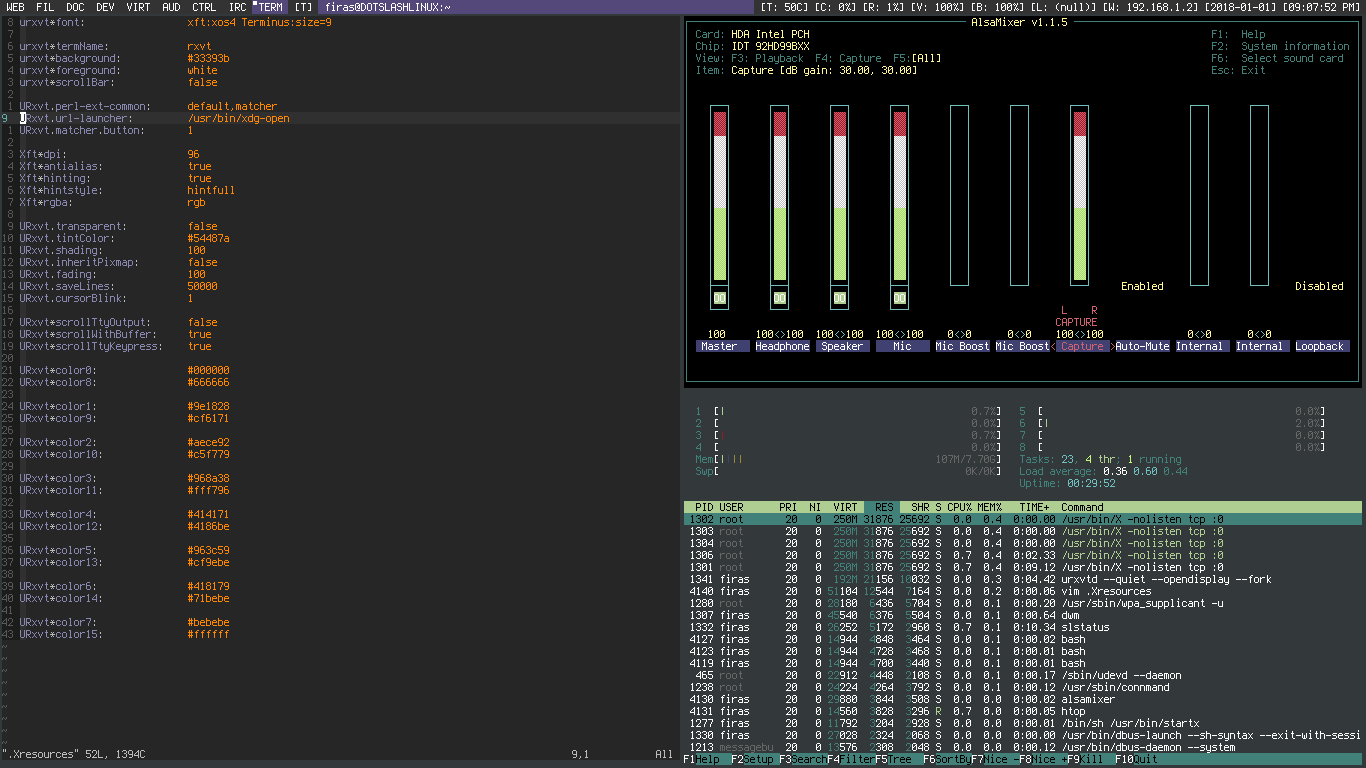 WEB FIL DOC DEV VIRT AUD CTRL IRC TERM [T] firas@DOTSLASHLINUX:~ [T: 50C] [C: 0%] [R: 1%] [V: 100%] [B: 100%] [L: (null)] [W: 192.168.1.2] [2018-01-01] [09:07:52 PM]
8 urxvt*font: xft:xos4 Terminus:size=9
7
6 urxvt*termName: rxvt
5 urxvt*background: #33393b
4 urxvt*foreground: white
3 urxvt*scrollBar: false
2
1 URxvt.perl-ext-common: default,matcher
9 URxvt.url-launcher: /usr/bin/xdg-open
1 URxvt.matcher.button: 1
2
3 Xft*dpi: 96
4 Xft*antialias: true
5 Xft*hinting: true
6 Xft*hintstyle: hintfull
7 Xft*rgba: rgb
8
9 URxvt.transparent: false
10 URxvt.tintColor: #54487a
11 URxvt.shading: 100
12 URxvt.inheritPixmap: false
13 URxvt.fading: 100
14 URxvt.saveLines: 50000
15 URxvt.cursorBlink: 1
16
17 URxvt*scrollTtyOutput: false
18 URxvt*scrollWithBuffer: true
19 URxvt*scrollTtyKeypress: true
20
21 URxvt*color0: #000000
22 URxvt*color8: #666666
23
24 URxvt*color1: #9e1828
25 URxvt*color9: #cf6171
26
27 URxvt*color2: #aece92
28 URxvt*color10: #c5f779
29
30 URxvt*color3: #968a38
31 URxvt*color11: #fff796
32
33 URxvt*color4: #414171
34 URxvt*color12: #4186be
35
36 URxvt*color5: #963c59
37 URxvt*color13: #cf9ebe
38
39 URxvt*color6: #418179
40 URxvt*color14: #71bebe
41
42 URxvt*color7: #bebebe
43 URxvt*color15: #ffffff
~
~
~
~
~
~
~
~
~
".Xresources" 52L, 1394C 9,1 All
AlsaMixer v1.1.5
Card: HDA Intel PCH F1: Help
Chip: IDT 92HD99BXX F2: System information
View: F3: Playback F4: Capture F5:[All] F6: Select sound card
Item: Capture [dB gain: 30.00, 30.00] Esc: Exit
Enabled Disabled
OO OO OO OO
L R
CAPTURE
100 100<>100 100<>100 100<>100 0<>0 0<>0 100<>100 0<>0 0<>0
Master Headphone Speaker Mic Mic Boost Mic Boost < Capture > Auto-Mute Internal Internal Loopback
1 [| 0.7%] 5 [ 0.0%]
2 [ 0.0%] 6 [| 2.0%]
3 [| 0.7%] 7 [ 0.0%]
4 [ 0.0%] 8 [ 0.0%]
Mem[|||| 107M/7.70G] Tasks: 23, 4 thr; 1 running
Swp[ 0K/0K] Load average: 0.36 0.60 0.44
Uptime: 00:29:52
PID USER PRI NI VIRT RES SHR S CPU% MEM% TIME+ Command
1302 root 20 0 250M 31876 25692 S 0.0 0.4 0:00.00 /usr/bin/X -nolisten tcp :0
1303 root 20 0 250M 31876 25692 S 0.0 0.4 0:00.00 /usr/bin/X -nolisten tcp :0
1304 root 20 0 250M 31876 25692 S 0.0 0.4 0:00.00 /usr/bin/X -nolisten tcp :0
1306 root 20 0 250M 31876 25692 S 0.7 0.4 0:02.33 /usr/bin/X -nolisten tcp :0
1301 root 20 0 250M 31876 25692 S 0.7 0.4 0:09.12 /usr/bin/X -nolisten tcp :0
1341 firas 20 0 192M 21156 10032 S 0.0 0.3 0:04.42 urxvtd --quiet --opendisplay --fork
4140 firas 20 0 51104 12544 7164 S 0.0 0.2 0:00.06 vim .Xresources
1280 root 20 0 28180 6436 5704 S 0.0 0.1 0:00.20 /usr/sbin/wpa_supplicant -u
1307 firas 20 0 45540 6376 5504 S 0.0 0.1 0:00.64 dwm
1332 firas 20 0 26252 5172 2960 S 0.7 0.1 0:10.34 slstatus
4127 firas 20 0 14944 4848 3464 S 0.0 0.1 0:00.02 bash
4123 firas 20 0 14944 4728 3468 S 0.0 0.1 0:00.01 bash
4119 firas 20 0 14944 4700 3440 S 0.0 0.1 0:00.01 bash
465 root 20 0 22912 4448 2108 S 0.0 0.1 0:00.17 /sbin/udevd --daemon
1238 root 20 0 24224 4264 3792 S 0.0 0.1 0:00.12 /usr/sbin/connmand
4130 firas 20 0 29880 3844 3508 S 0.0 0.0 0:00.02 alsamixer
4131 firas 20 0 14560 3828 3296 R 0.7 0.0 0:00.05 htop
1277 firas 20 0 11792 3204 2928 S 0.0 0.0 0:00.01 /bin/sh /usr/bin/startx
1330 firas 20 0 27028 2324 2068 S 0.0 0.0 0:00.00 /usr/bin/dbus-launch --sh-syntax --exit-with-sessi
1213 messagebu 20 0 13576 2308 2048 S 0.0 0.0 0:00.12 /usr/bin/dbus-daemon --system
F1Help F2Setup F3SearchF4FilterF5Tree F6SortByF7Nice -F8Nice +F9Kill F10Quit